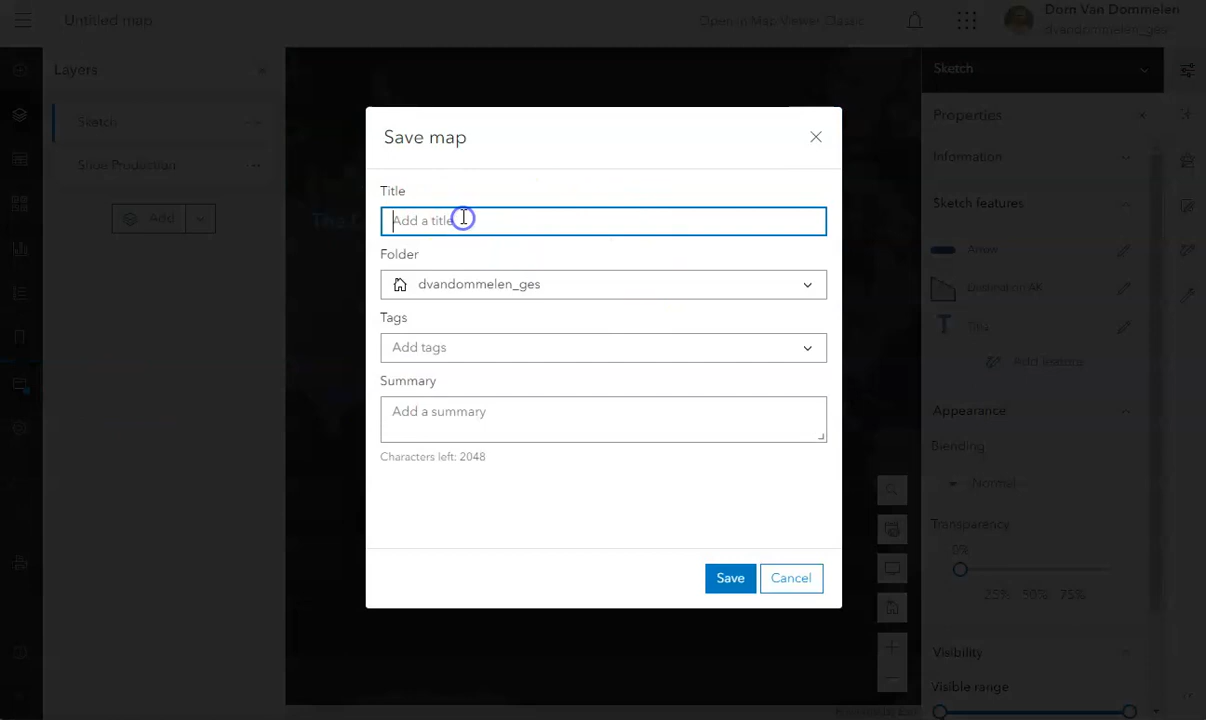 Untitled map
Open in Map Viewer Classic
Dorn Van Dommelen
dvandommelen_ges
Layers
Sketch
Shoe Production
Add
Save map
Title
Add a title
Folder
dvandommelen_ges
Tags
Add tags
Summary
Add a summary
Characters left: 2048
Save
Cancel
Sketch
Properties
Information
Sketch features
Arrow
Destination AK
Title
Add feature
Appearance
Blending
Normal
Transparency
0%
25% 50% 75%
Visibility
Visible range